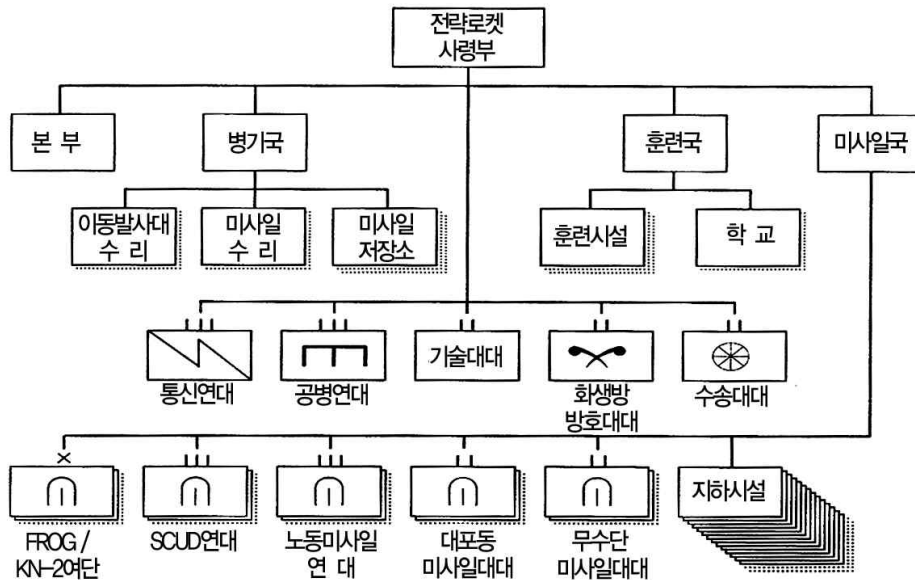 전략로켓
사령부
본 부
병기국
훈련국
미사일국
이동발사대
수 리
미사일
수 리
미사일
저장소
훈련시설
학 교
통신연대
공병연대
기술대대
화생방
방호대대
수송대대
FROG /
KN-2여단
SCUD연대
노동미사일
연 대
대포동
미사일대대
무수단
미사일대대
지하시설